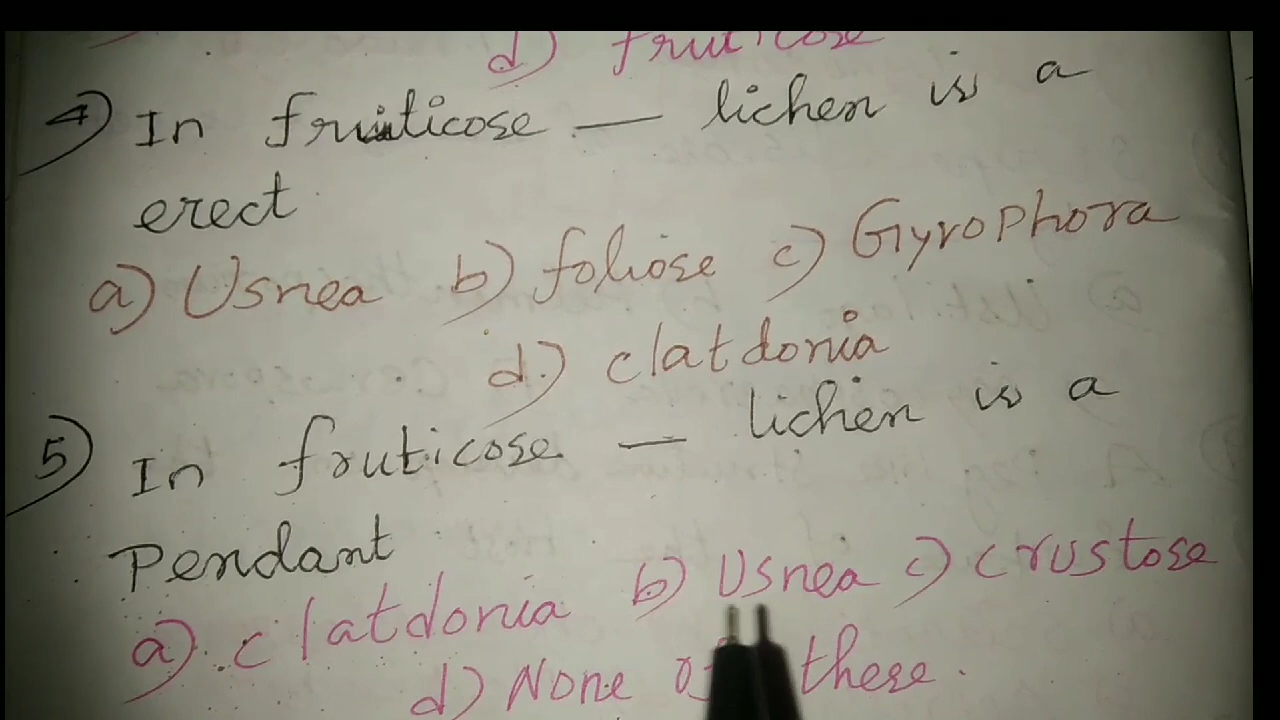 d) fruticose
4) In fruiticose — lichen is a
erect
a) Usnea b) foliose c) Gyrophora
d.) clatdonia
5) In fruticose — lichen is a
Pendant
a) clatdonia b) Usnea c) crustose
d) None of these.